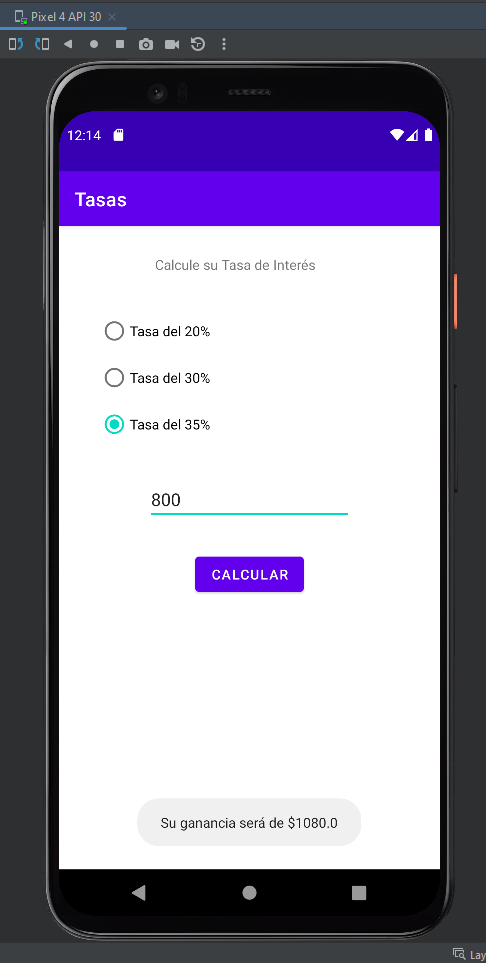 Pixel 4 API 30
12:14
Tasas
Calcule su Tasa de Interés
Tasa del 20%
Tasa del 30%
Tasa del 35%
800
CALCULAR
Su ganancia será de $1080.0
Lay